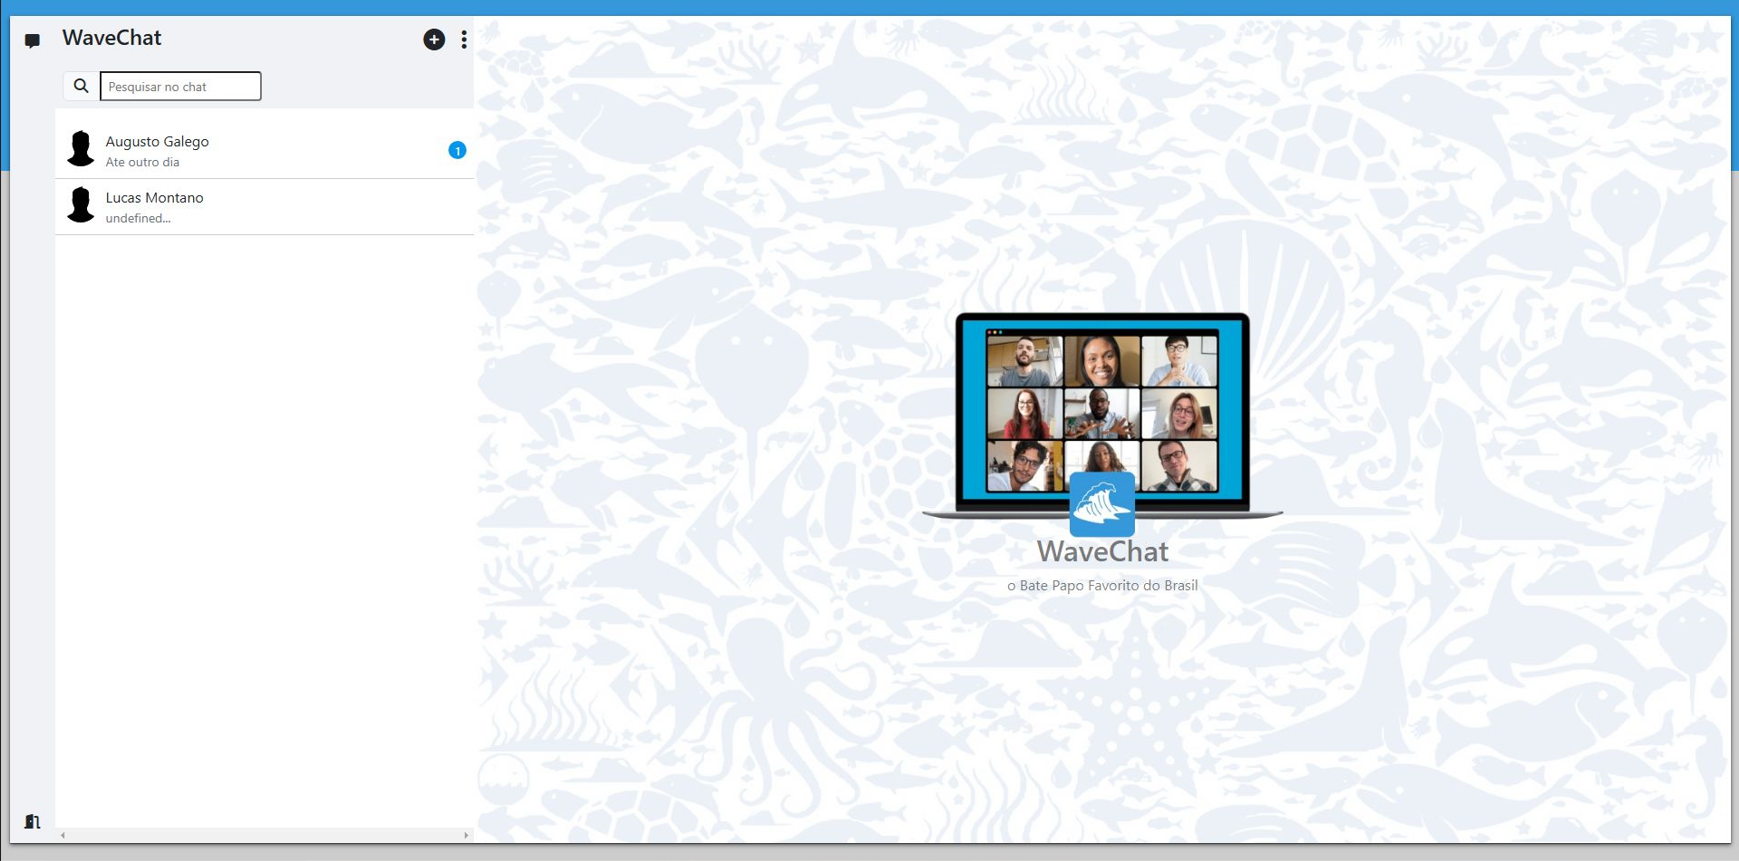 WaveChat
Pesquisar no chat
Augusto Galego
Ate outro dia
1
Lucas Montano
undefined...
WaveChat
o Bate Papo Favorito do Brasil